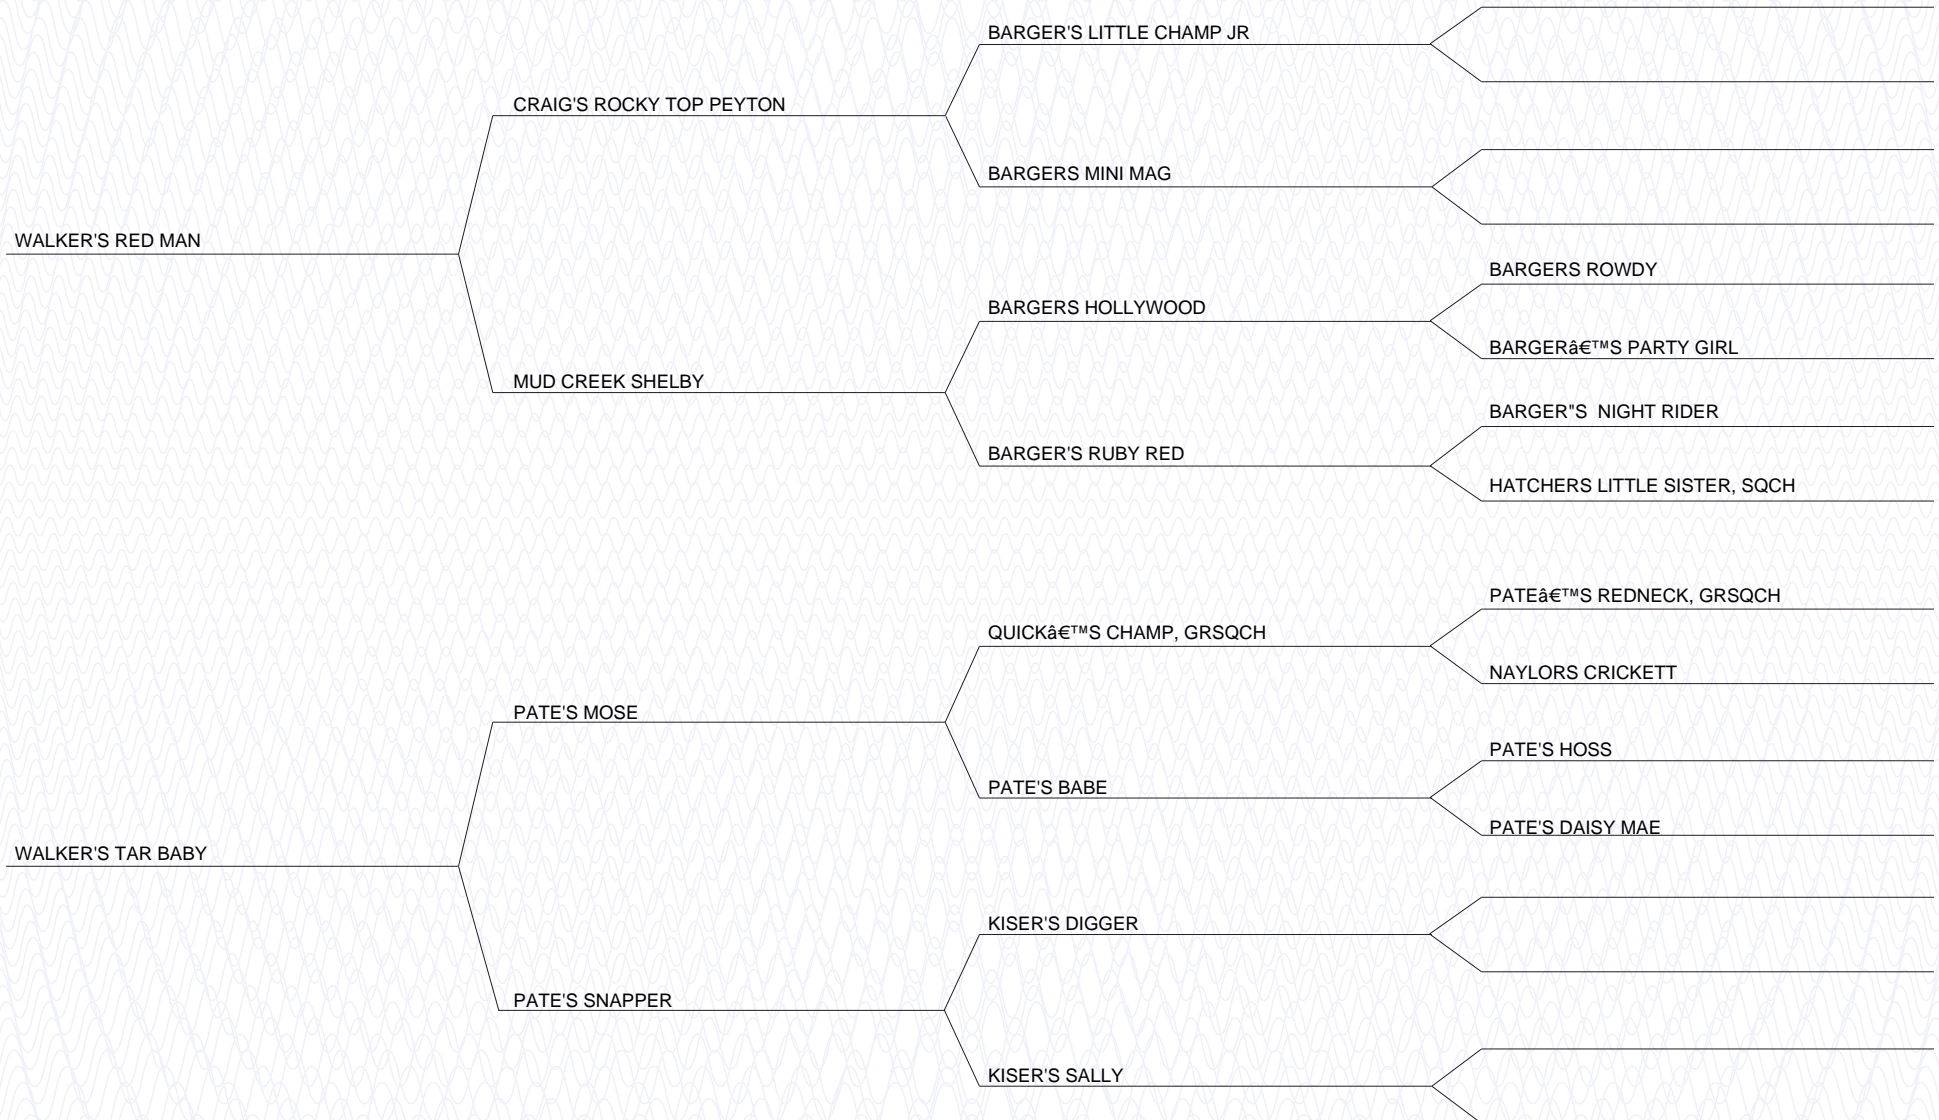 BARGER'S LITTLE CHAMP JR
CRAIG'S ROCKY TOP PEYTON
BARGERS MINI MAG
WALKER'S RED MAN
BARGERS ROWDY
BARGERS HOLLYWOOD
BARGERâ€™S PARTY GIRL
MUD CREEK SHELBY
BARGER"S  NIGHT RIDER
BARGER'S RUBY RED
HATCHERS LITTLE SISTER, SQCH
PATEâ€™S REDNECK, GRSQCH
QUICKâ€™S CHAMP, GRSQCH
NAYLORS CRICKETT
PATE'S MOSE
PATE'S HOSS
PATE'S BABE
PATE'S DAISY MAE
WALKER'S TAR BABY
KISER'S DIGGER
PATE'S SNAPPER
KISER'S SALLY